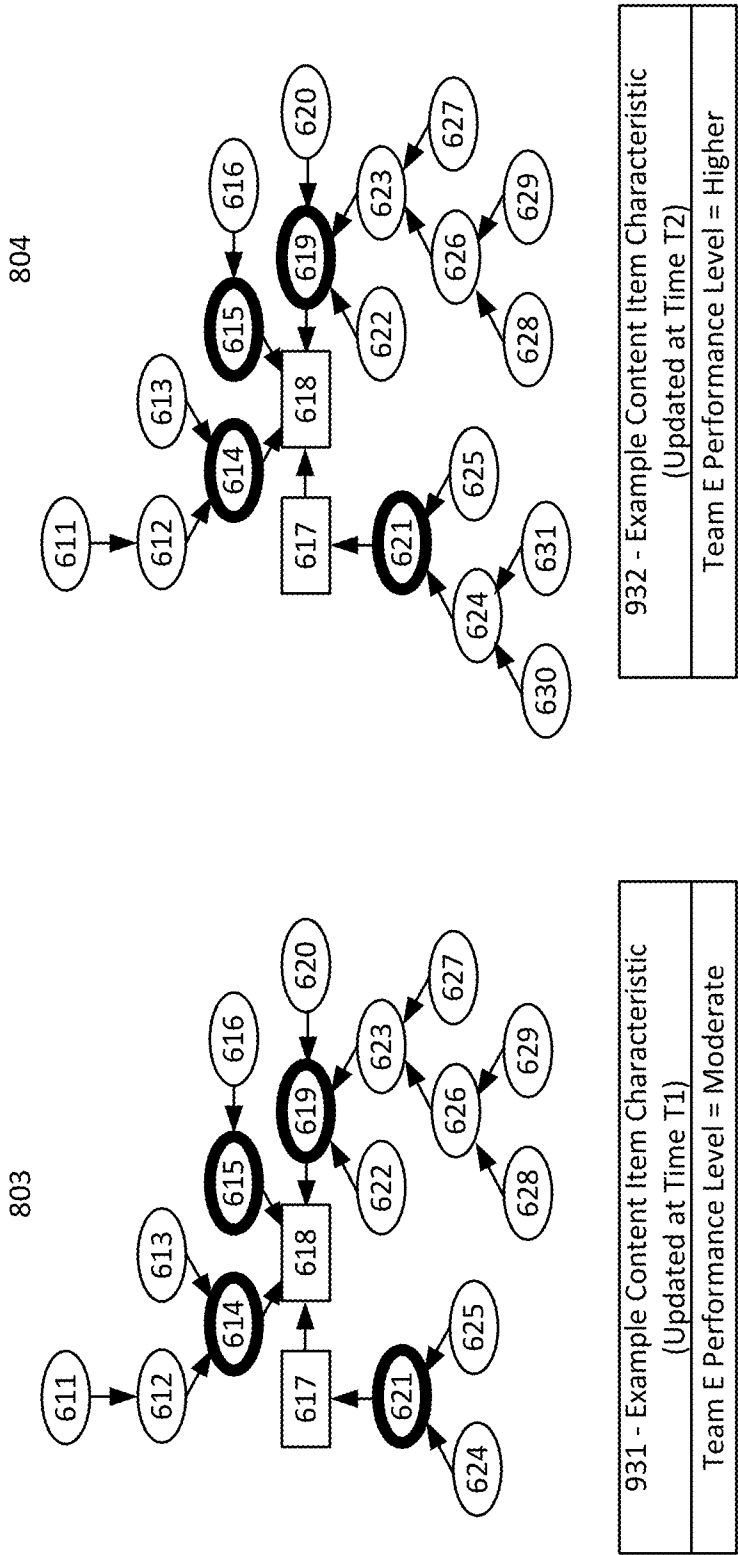 803
611
612 613
614 615 616
617 618 619 620
621 622 623
624 625 626 627
628 629
931 - Example Content Item Characteristic
(Updated at Time T1)
Team E Performance Level = Moderate
804
611
612 613
614 615 616
617 618 619 620
621 622 623
624 625 626 627
630 631 628 629
932 - Example Content Item Characteristic
(Updated at Time T2)
Team E Performance Level = Higher